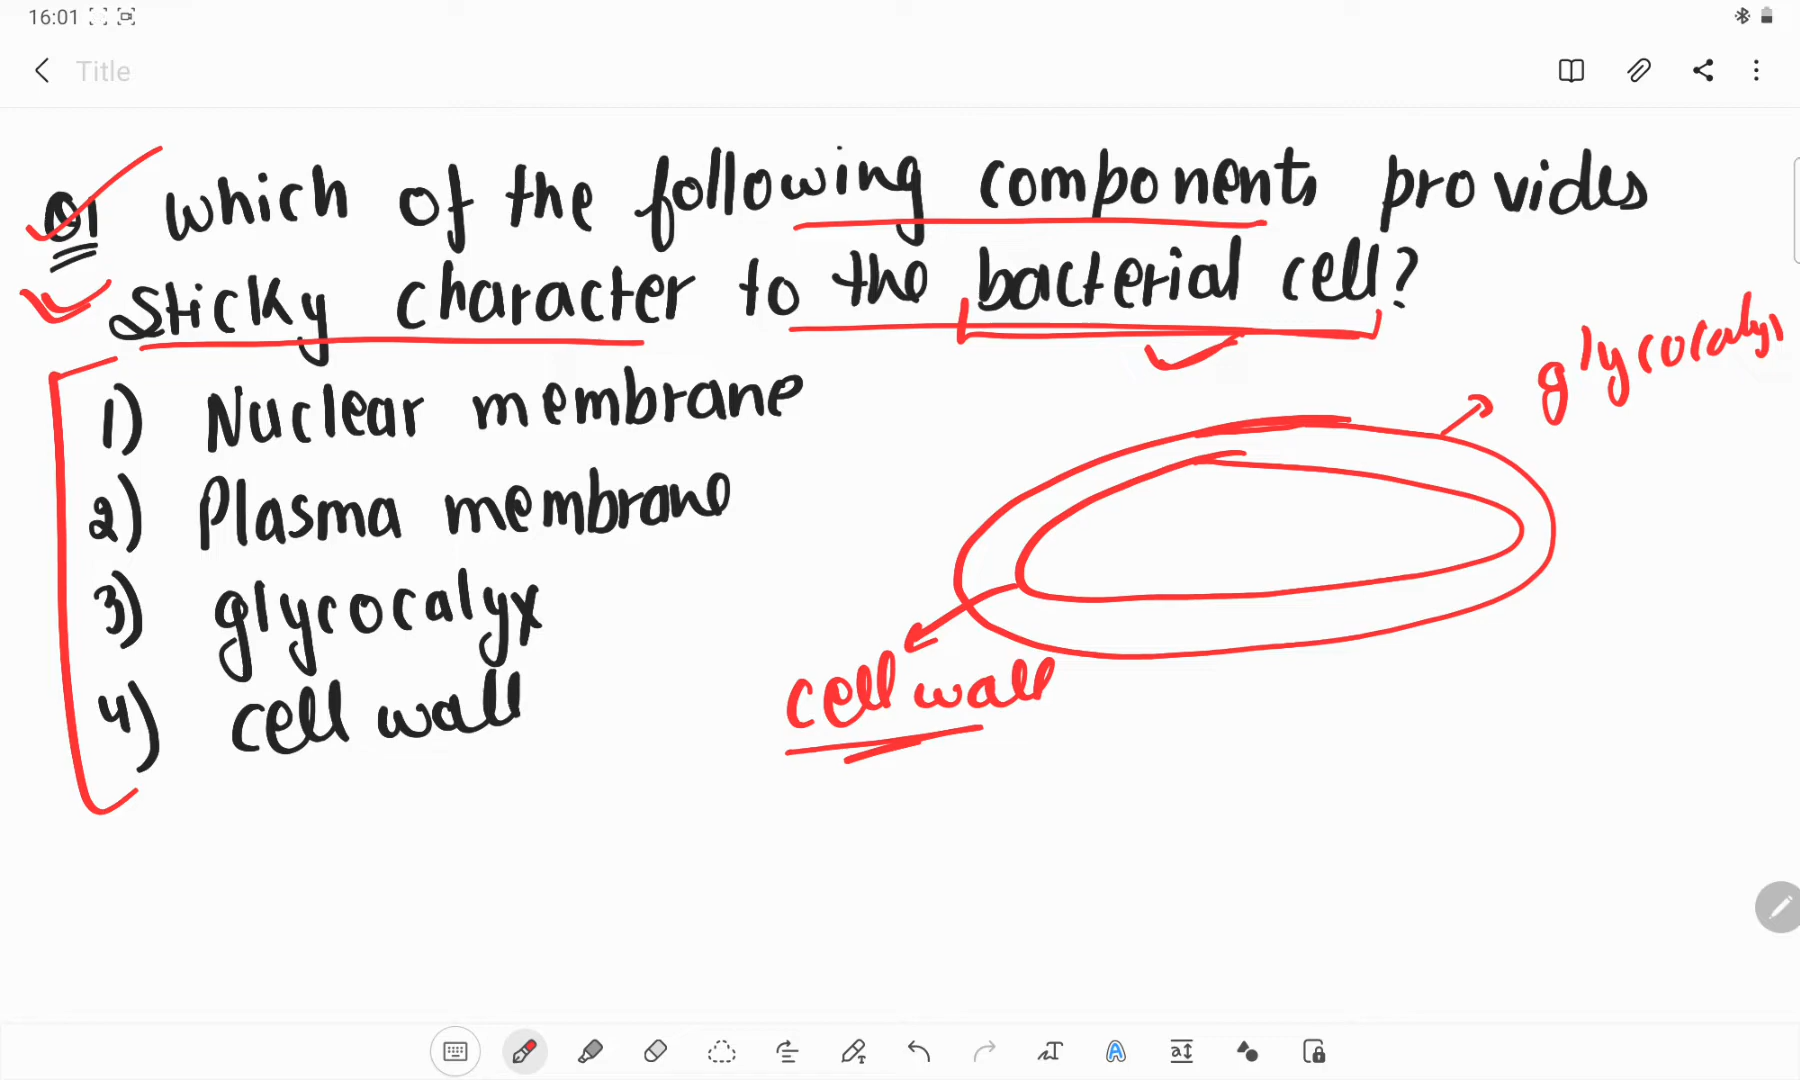 16:01
Title
Q1 which of the following components provides
sticky character to the bacterial cell?
glycocalyx
1) Nuclear membrane
2) Plasma membrane
3) glycocalyx
4) cell wall
cell wall